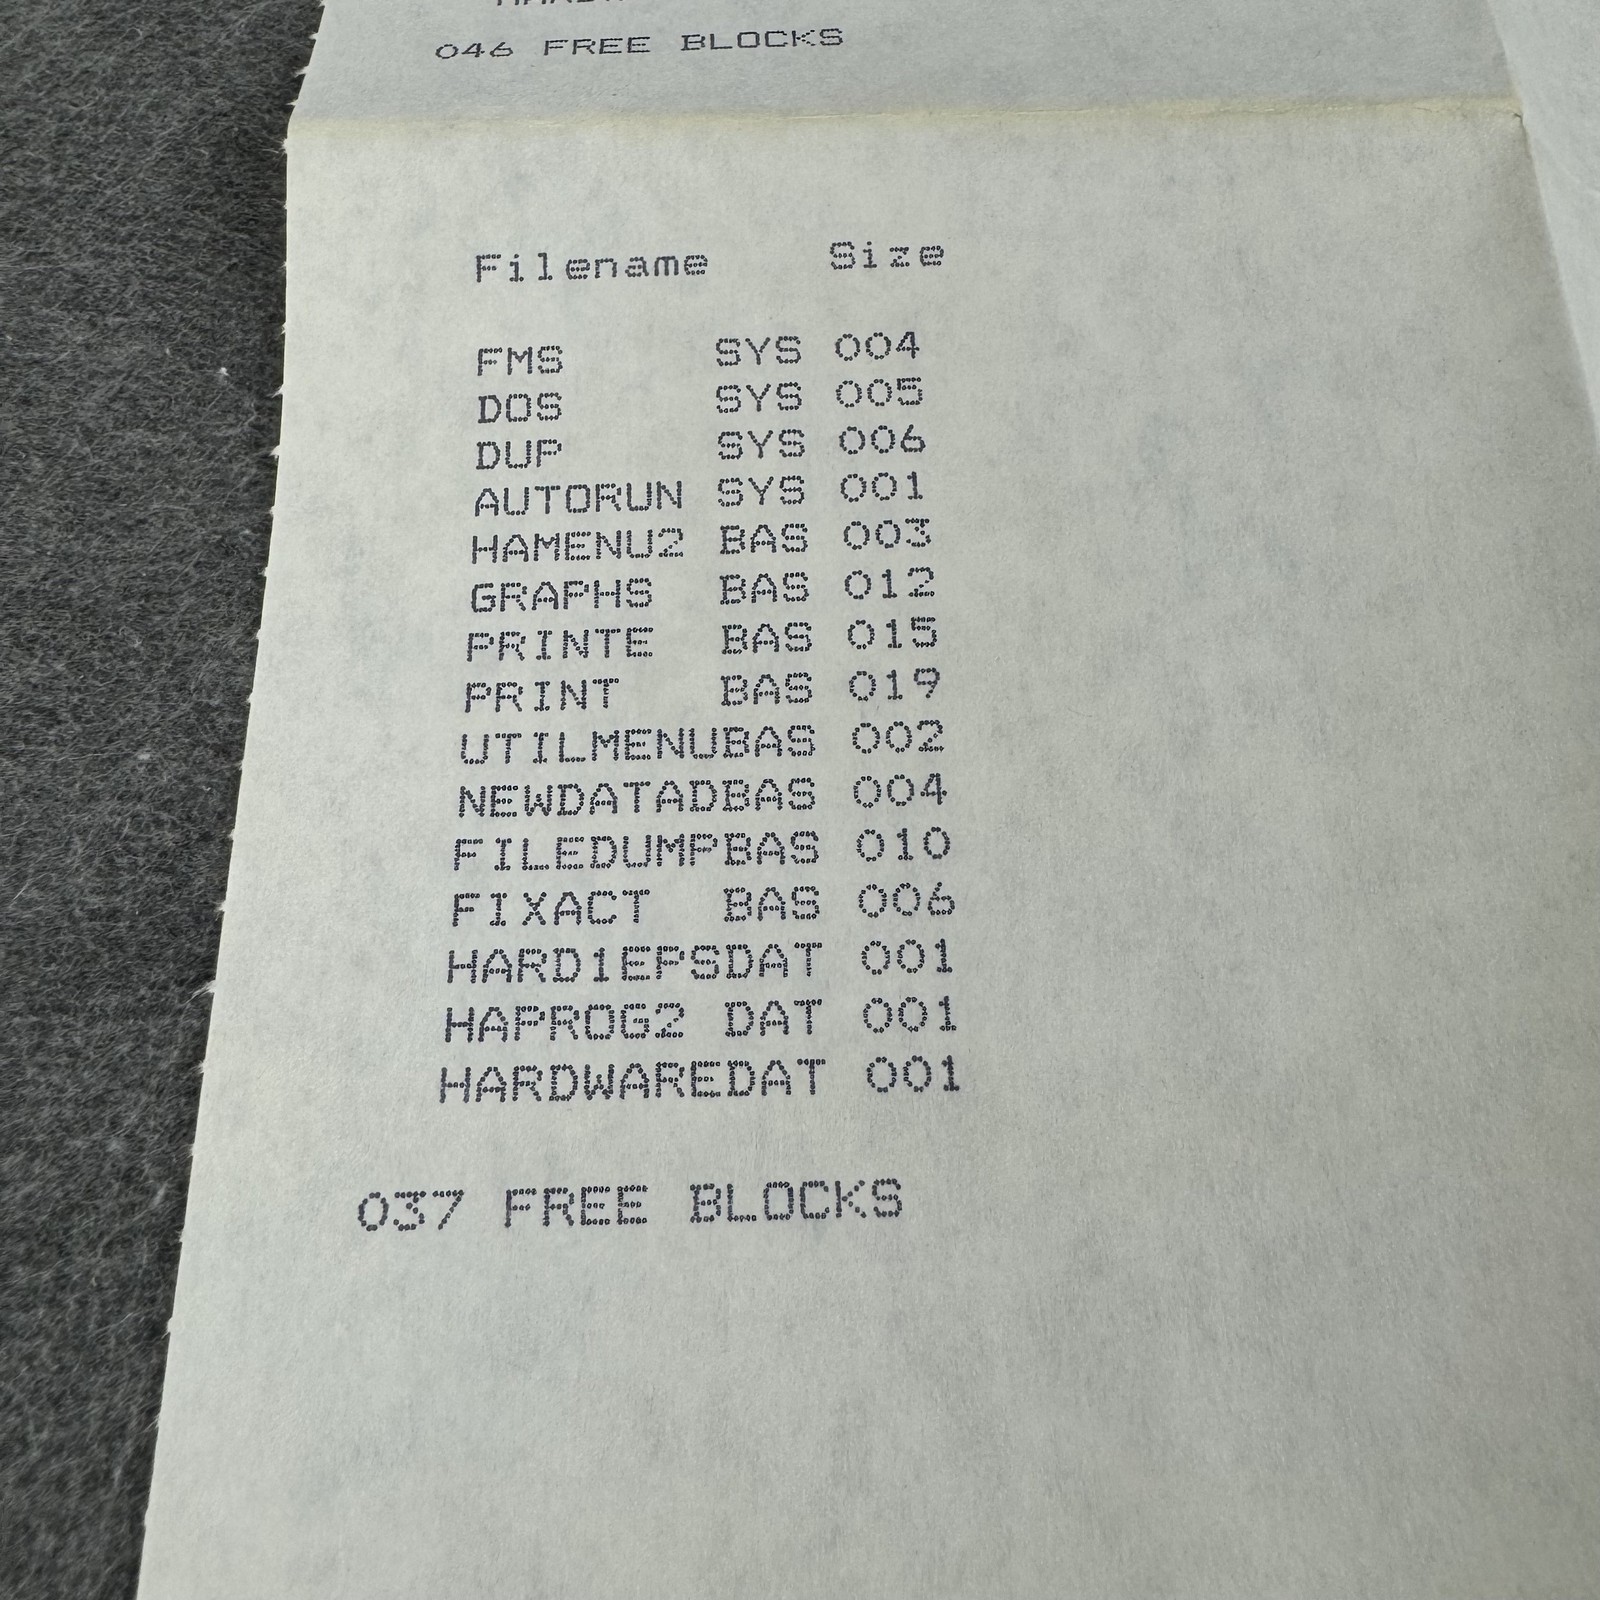 046 FREE BLOCKS
Filename    Size
FMS     SYS 004
DOS     SYS 005
DUP     SYS 006
AUTORUN SYS 001
HAMENU2 BAS 003
GRAPHS  BAS 012
PRINTE  BAS 015
PRINT   BAS 019
UTILMENUBAS 002
NEWDATADBAS 004
FILEDUMPBAS 010
FIXACT  BAS 006
HARD1EPSDAT 001
HAPROG2 DAT 001
HARDWAREDAT 001
037 FREE BLOCKS